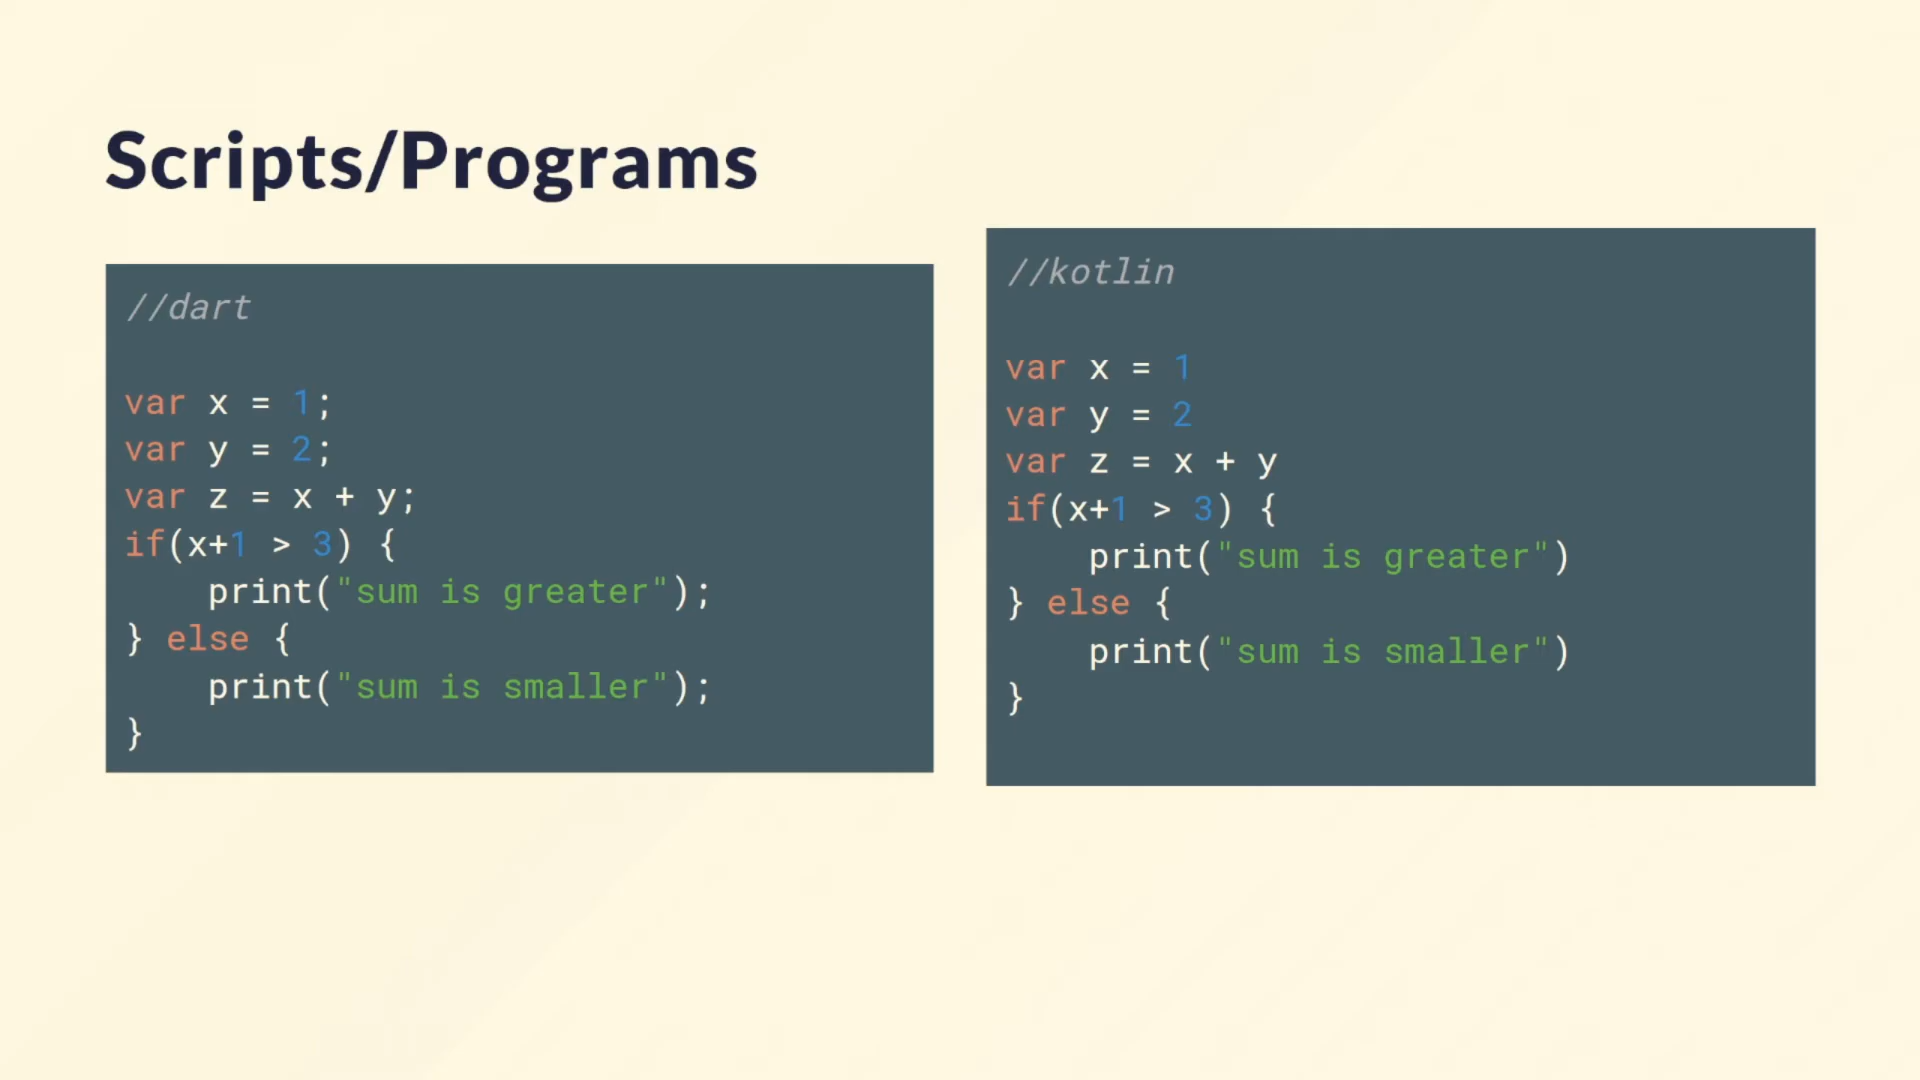 Scripts/Programs
//dart
var x = 1;
var y = 2;
var z = x + y;
if(x+1 > 3) {
    print("sum is greater");
} else {
    print("sum is smaller");
}
//kotlin
var x = 1
var y = 2
var z = x + y
if(x+1 > 3) {
    print("sum is greater")
} else {
    print("sum is smaller")
}